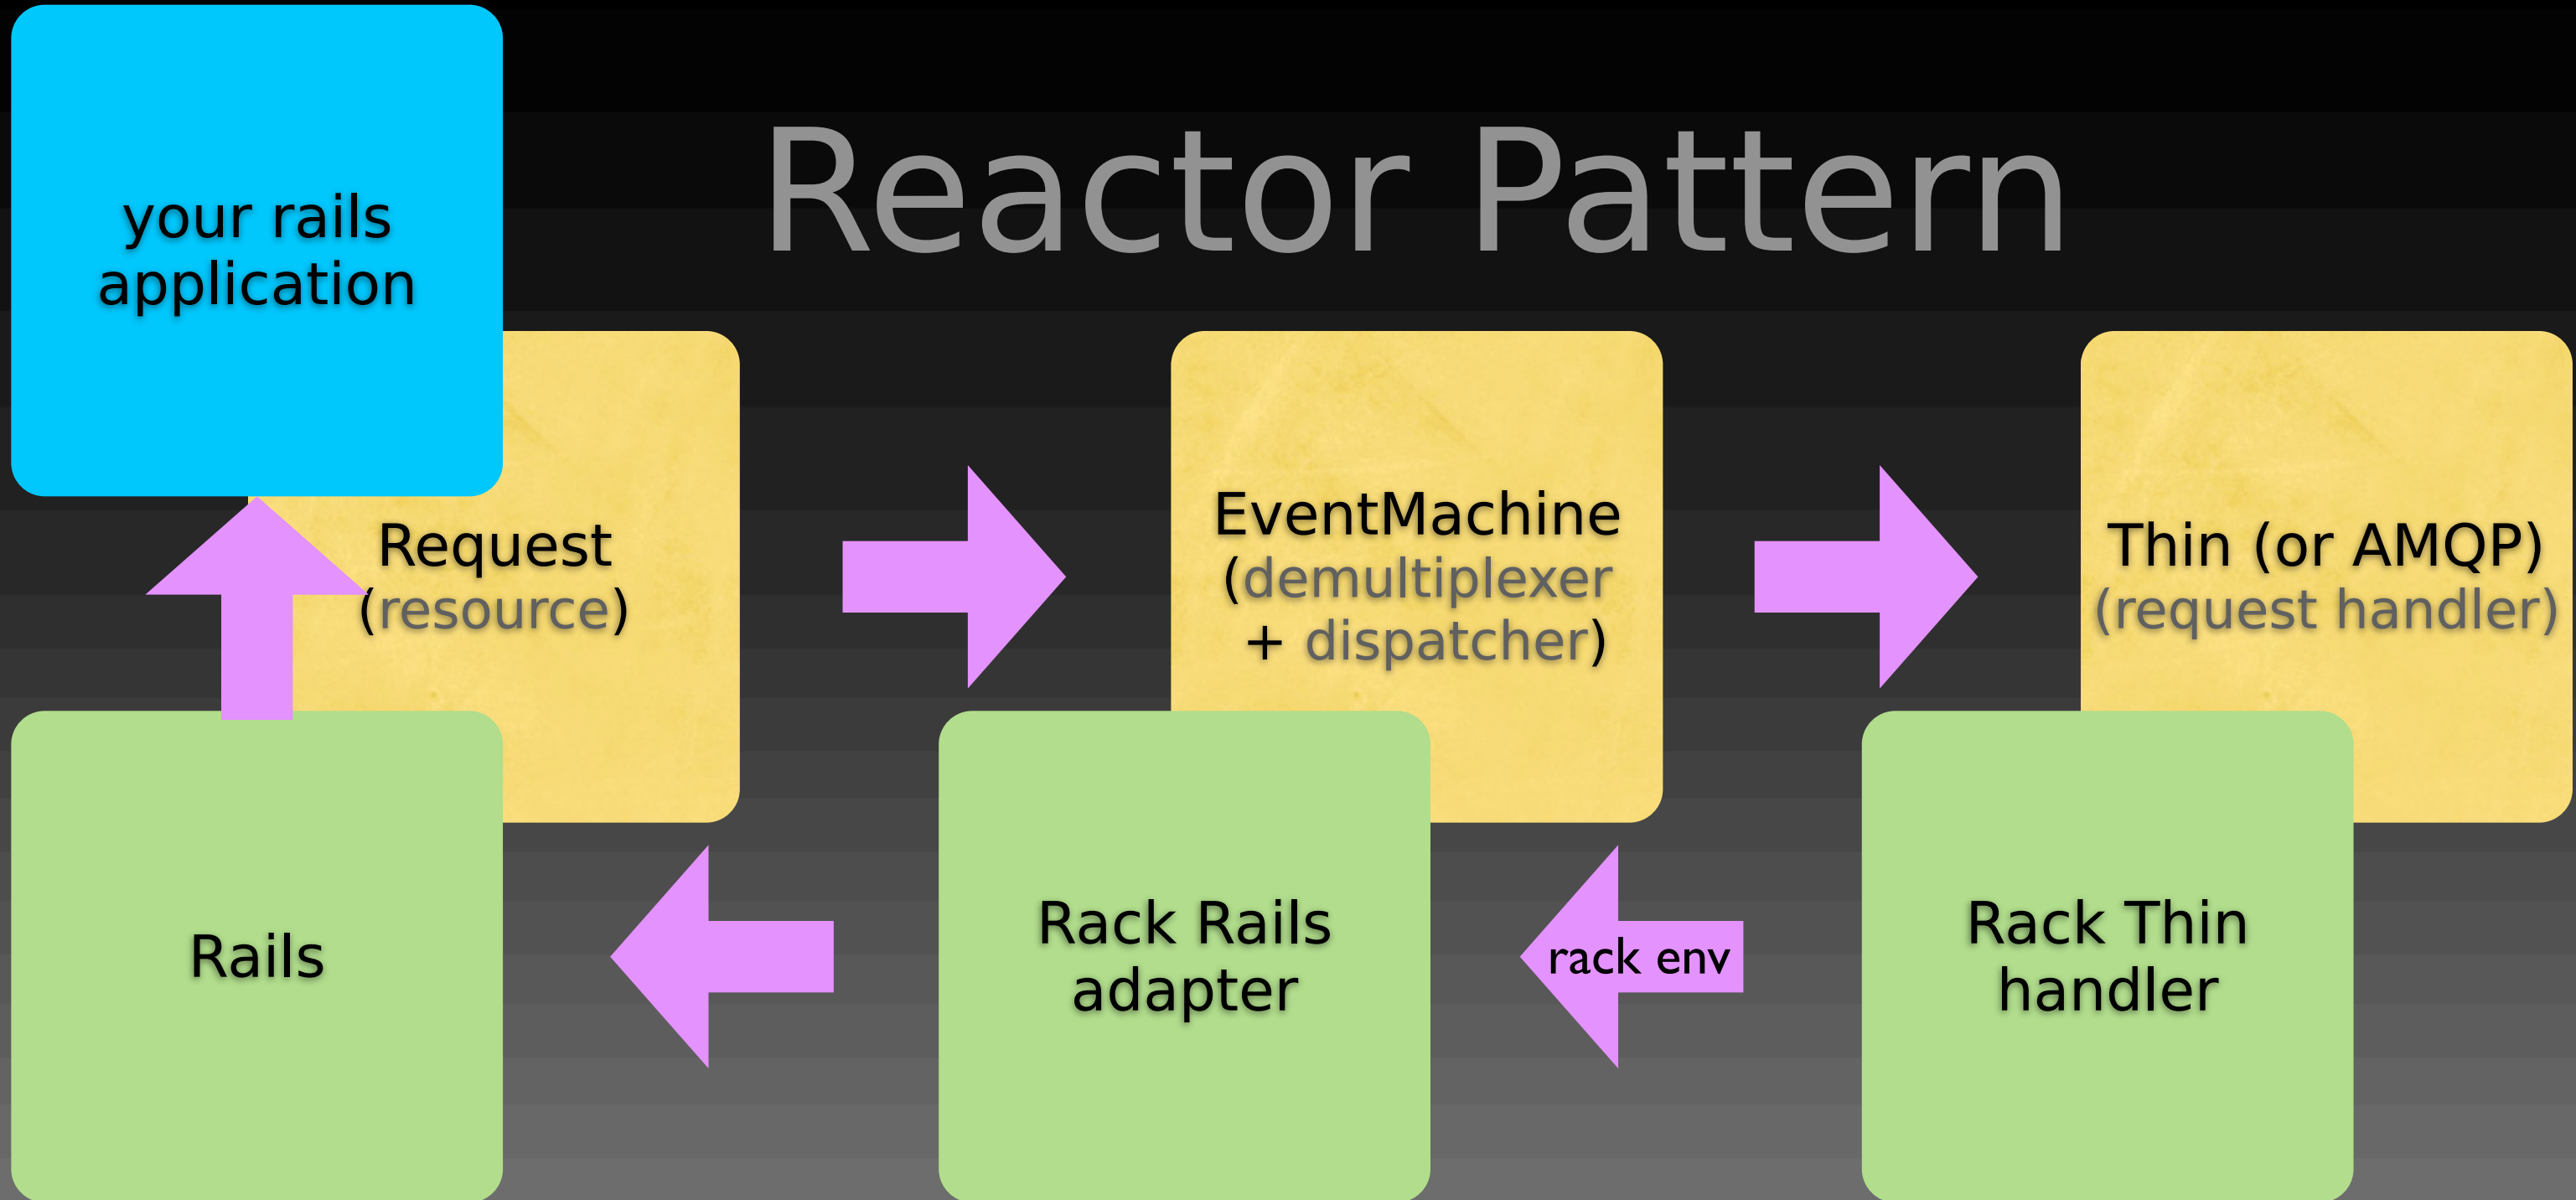 Reactor Pattern
your rails
application
Request
(resource)
EventMachine
(demultiplexer
+ dispatcher)
Thin (or AMQP)
(request handler)
Rails
Rack Rails
adapter
rack env
Rack Thin
handler